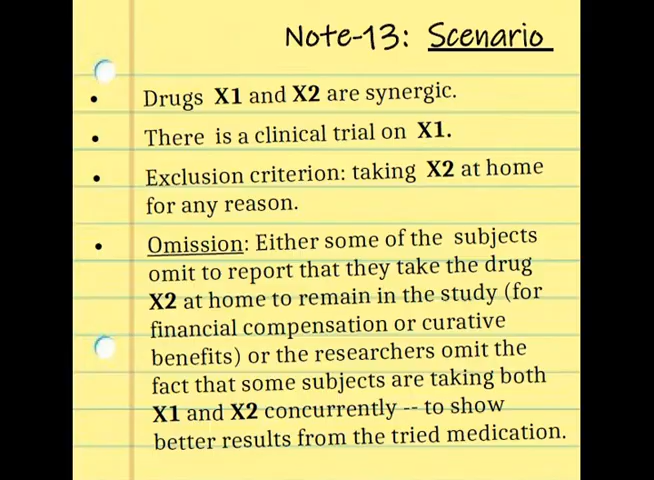 Note-13: Scenario
• Drugs X1 and X2 are synergic.
• There is a clinical trial on X1.
• Exclusion criterion: taking X2 at home
for any reason.
• Omission: Either some of the subjects
omit to report that they take the drug
X2 at home to remain in the study (for
financial compensation or curative
benefits) or the researchers omit the
fact that some subjects are taking both
X1 and X2 concurrently -- to show
better results from the tried medication.